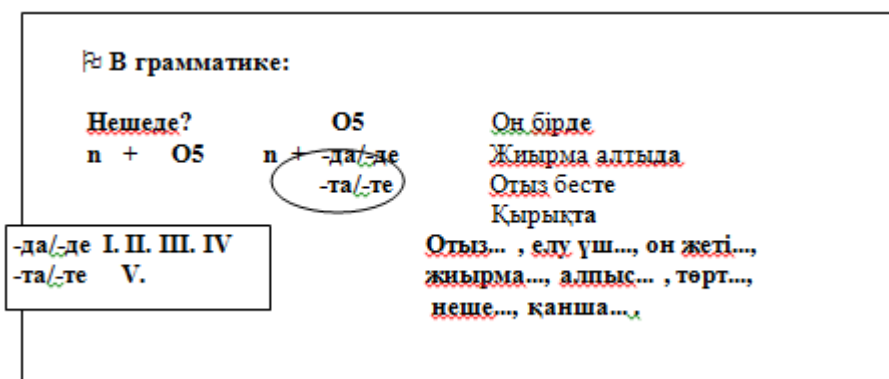 В грамматике:
Нешеде? О5 Он бірде
n + О5 n + -да/-де Жиырма алтыда
-та/-те Отыз бесте
Қырықта
-да/-де I. II. III. IV Отыз... , елу үш..., он жеті...,
-та/-те V. жиырма..., алпыс... , төрт...,
неше..., қанша... ,